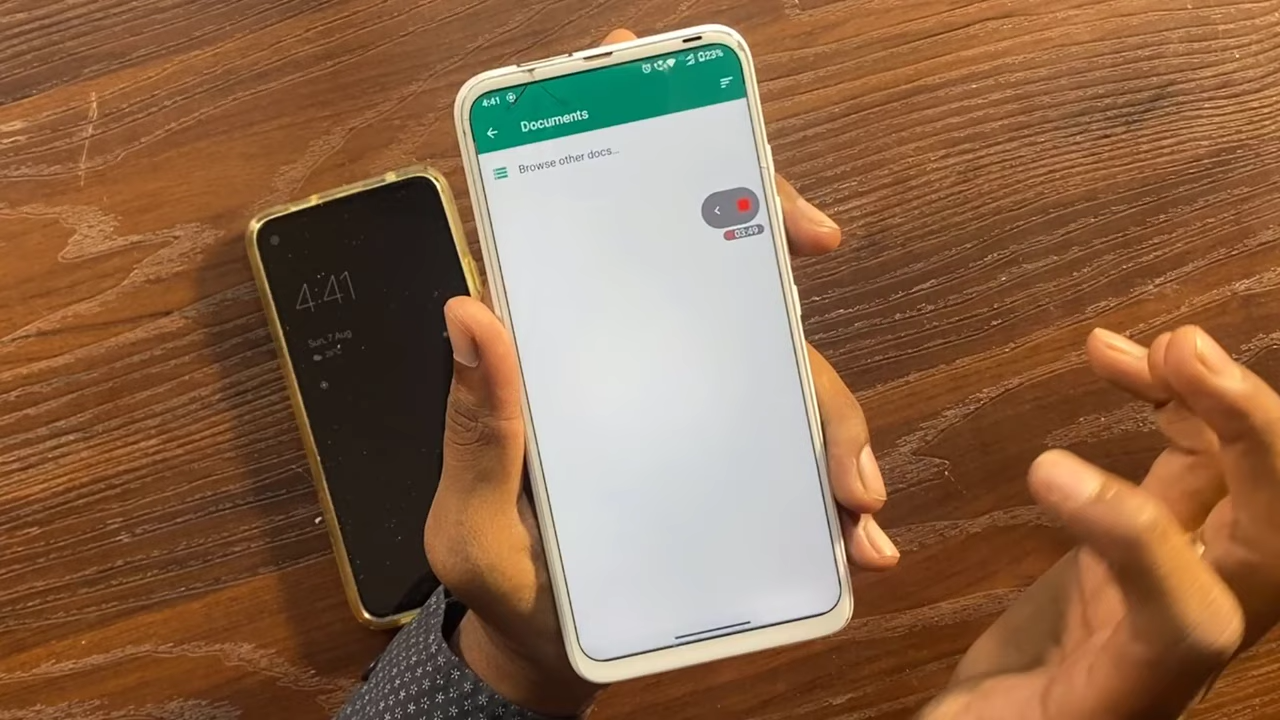 4:41
23%
Documents
Browse other docs...
03:49
4:41
Sun, 7 Aug